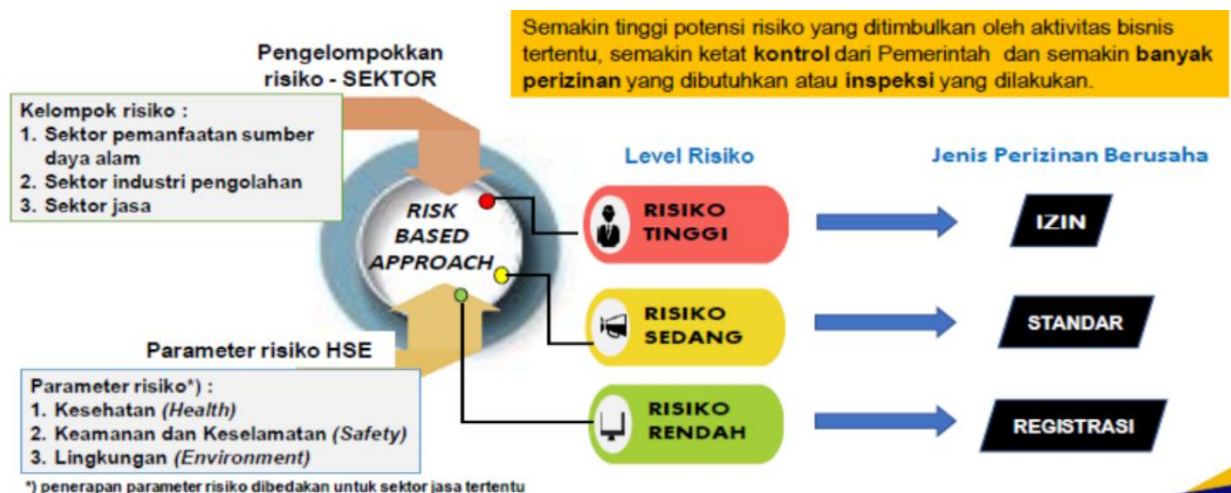 Pengelompokkan
risiko - SEKTOR
Semakin tinggi potensi risiko yang ditimbulkan oleh aktivitas bisnis
tertentu, semakin ketat kontrol dari Pemerintah dan semakin banyak
perizinan yang dibutuhkan atau inspeksi yang dilakukan.
Kelompok risiko :
1. Sektor pemanfaatan sumber
daya alam
2. Sektor industri pengolahan
3. Sektor jasa
RISK
BASED
APPROACH
Level Risiko
Jenis Perizinan Berusaha
RISIKO
TINGGI
IZIN
RISIKO
SEDANG
STANDAR
RISIKO
RENDAH
REGISTRASI
Parameter risiko HSE
Parameter risiko*) :
1. Kesehatan (Health)
2. Keamanan dan Keselamatan (Safety)
3. Lingkungan (Environment)
*) penerapan parameter risiko dibedakan untuk sektor jasa tertentu